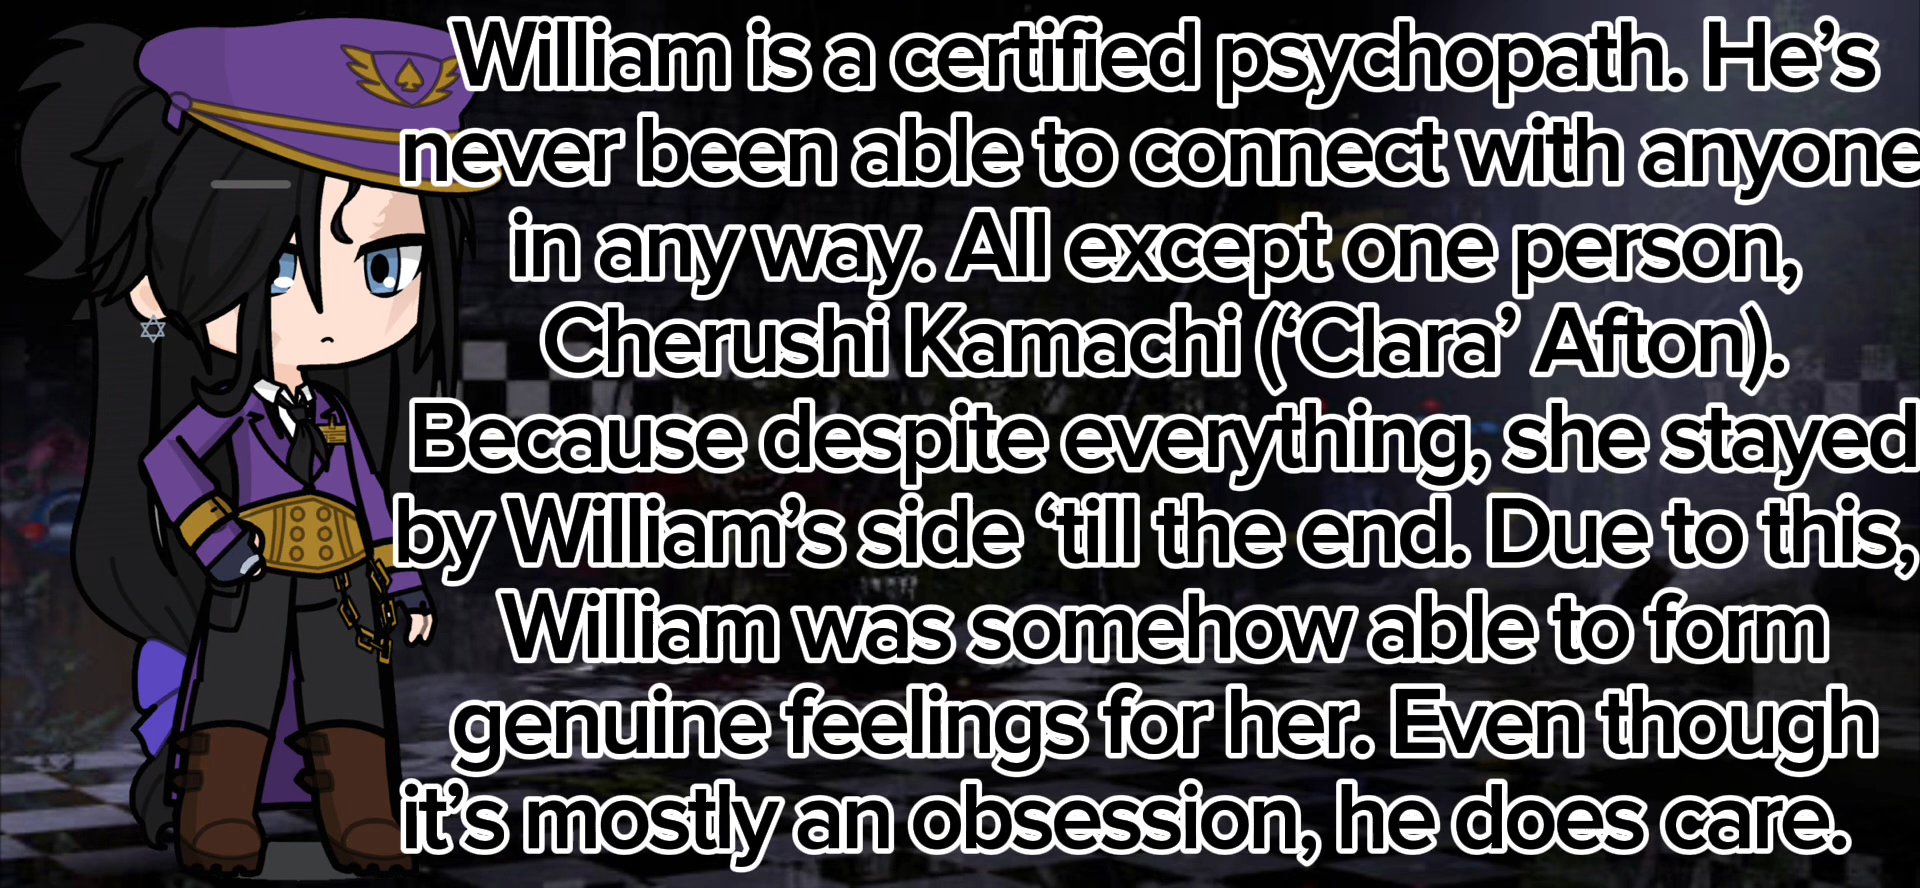 William is a certified psychopath. He’s
never been able to connect with anyone
in any way. All except one person,
Cherushi Kamachi (‘Clara’ Afton).
Because despite everything, she stayed
by William’s side ‘till the end. Due to this,
William was somehow able to form
genuine feelings for her. Even though
it’s mostly an obsession, he does care.